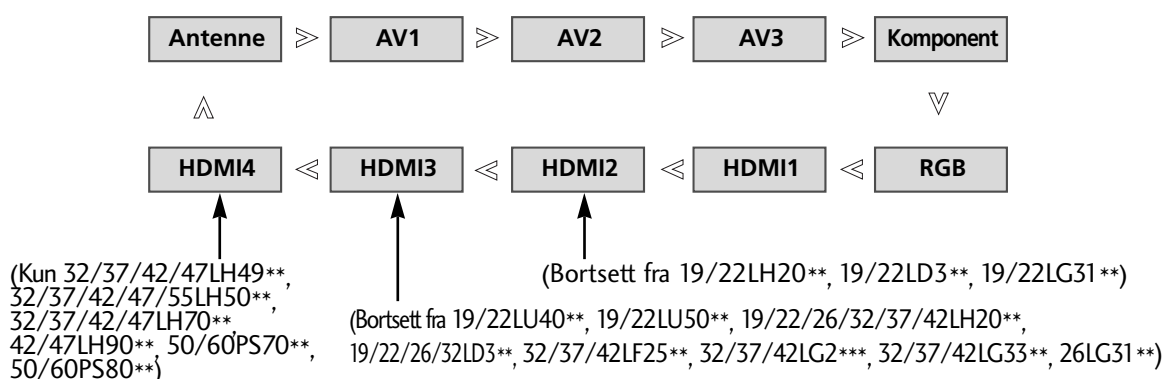 Antenne
AV1
AV2
AV3
Komponent
HDMI4
HDMI3
HDMI2
HDMI1
RGB
(Kun 32/37/42/47LH49**,
32/37/42/47/55LH50**,
32/37/42/47LH70**,
42/47LH90**, 50/60PS70**,
50/60PS80**)
(Bortsett fra 19/22LH20**, 19/22LD3**, 19/22LG31**)
(Bortsett fra 19/22LU40**, 19/22LU50**, 19/22/26/32/37/42LH20**,
19/22/26/32LD3**, 32/37/42LF25**, 32/37/42LG2***, 32/37/42LG33**, 26LG31**)